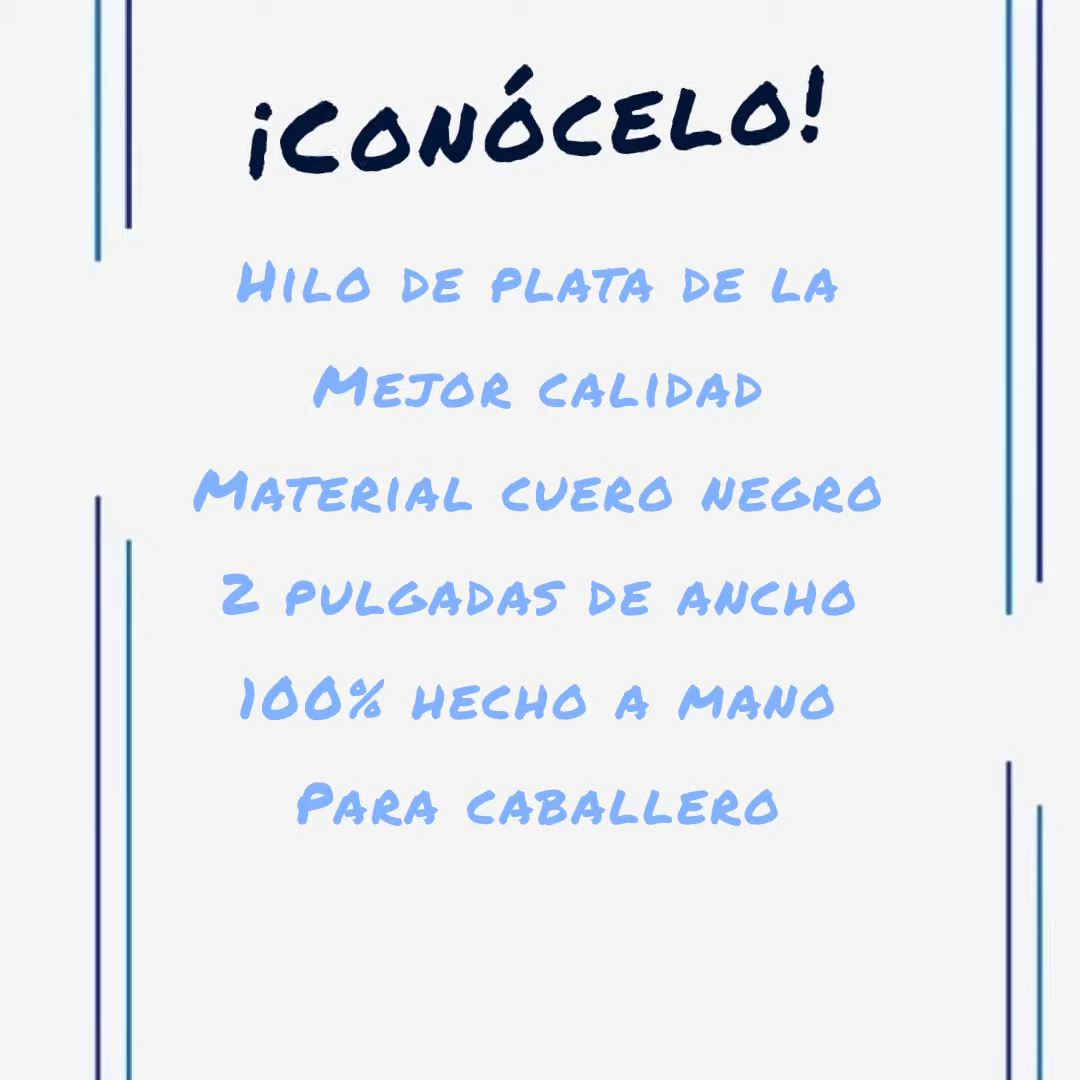 ¡Conócelo!
Hilo de plata de la
Mejor calidad
Material cuero negro
2 pulgadas de ancho
100% hecho a mano
Para caballero